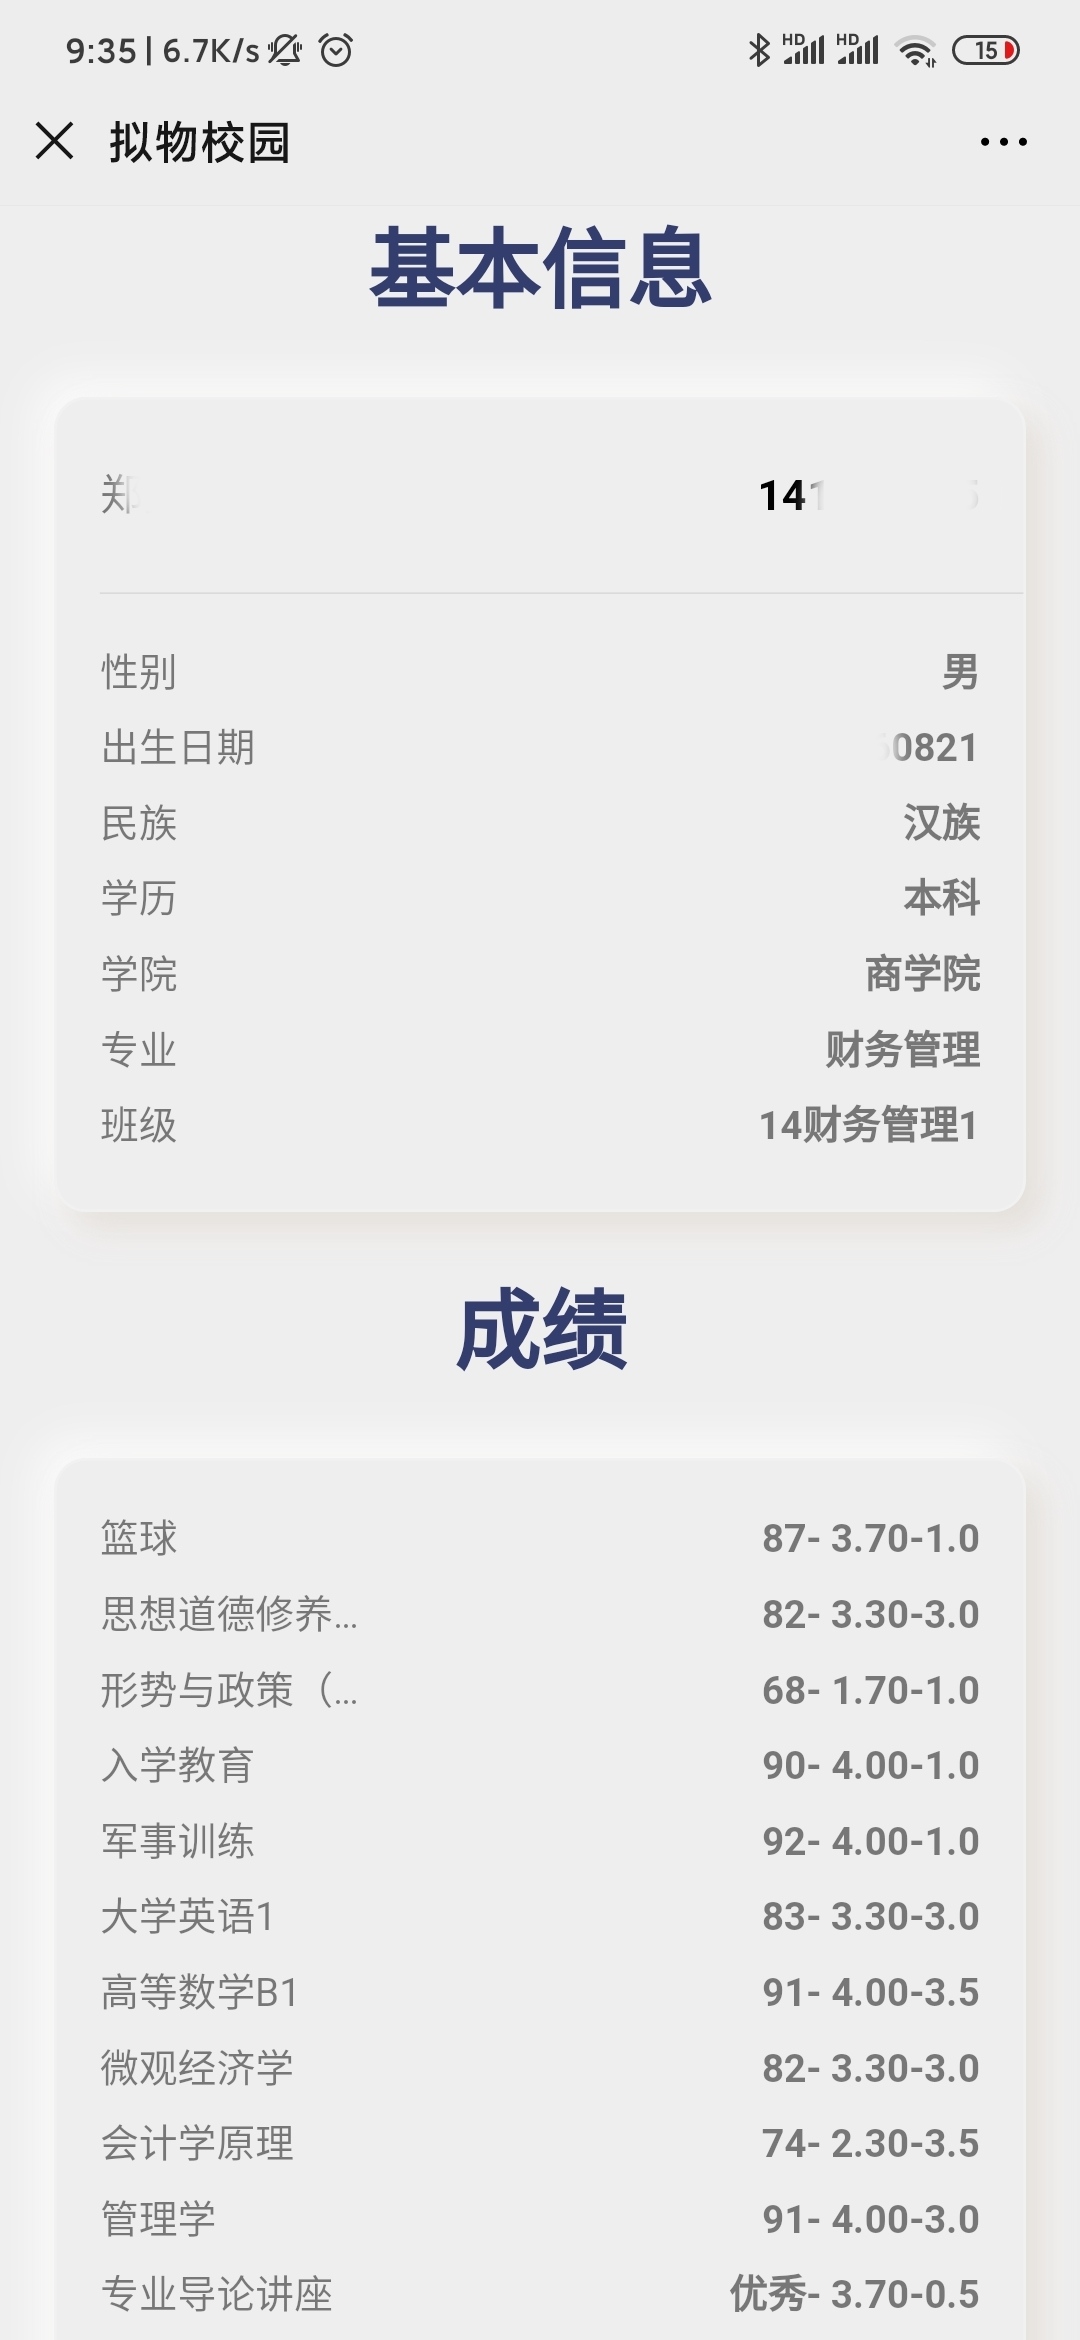 9:35 | 6.7K/s HD HD 15
拟物校园
基本信息
郑 141
性别 男
出生日期 0821
民族 汉族
学历 本科
学院 商学院
专业 财务管理
班级 14财务管理1
成绩
篮球 87- 3.70-1.0
思想道德修养... 82- 3.30-3.0
形势与政策（... 68- 1.70-1.0
入学教育 90- 4.00-1.0
军事训练 92- 4.00-1.0
大学英语1 83- 3.30-3.0
高等数学B1 91- 4.00-3.5
微观经济学 82- 3.30-3.0
会计学原理 74- 2.30-3.5
管理学 91- 4.00-3.0
专业导论讲座 优秀- 3.70-0.5